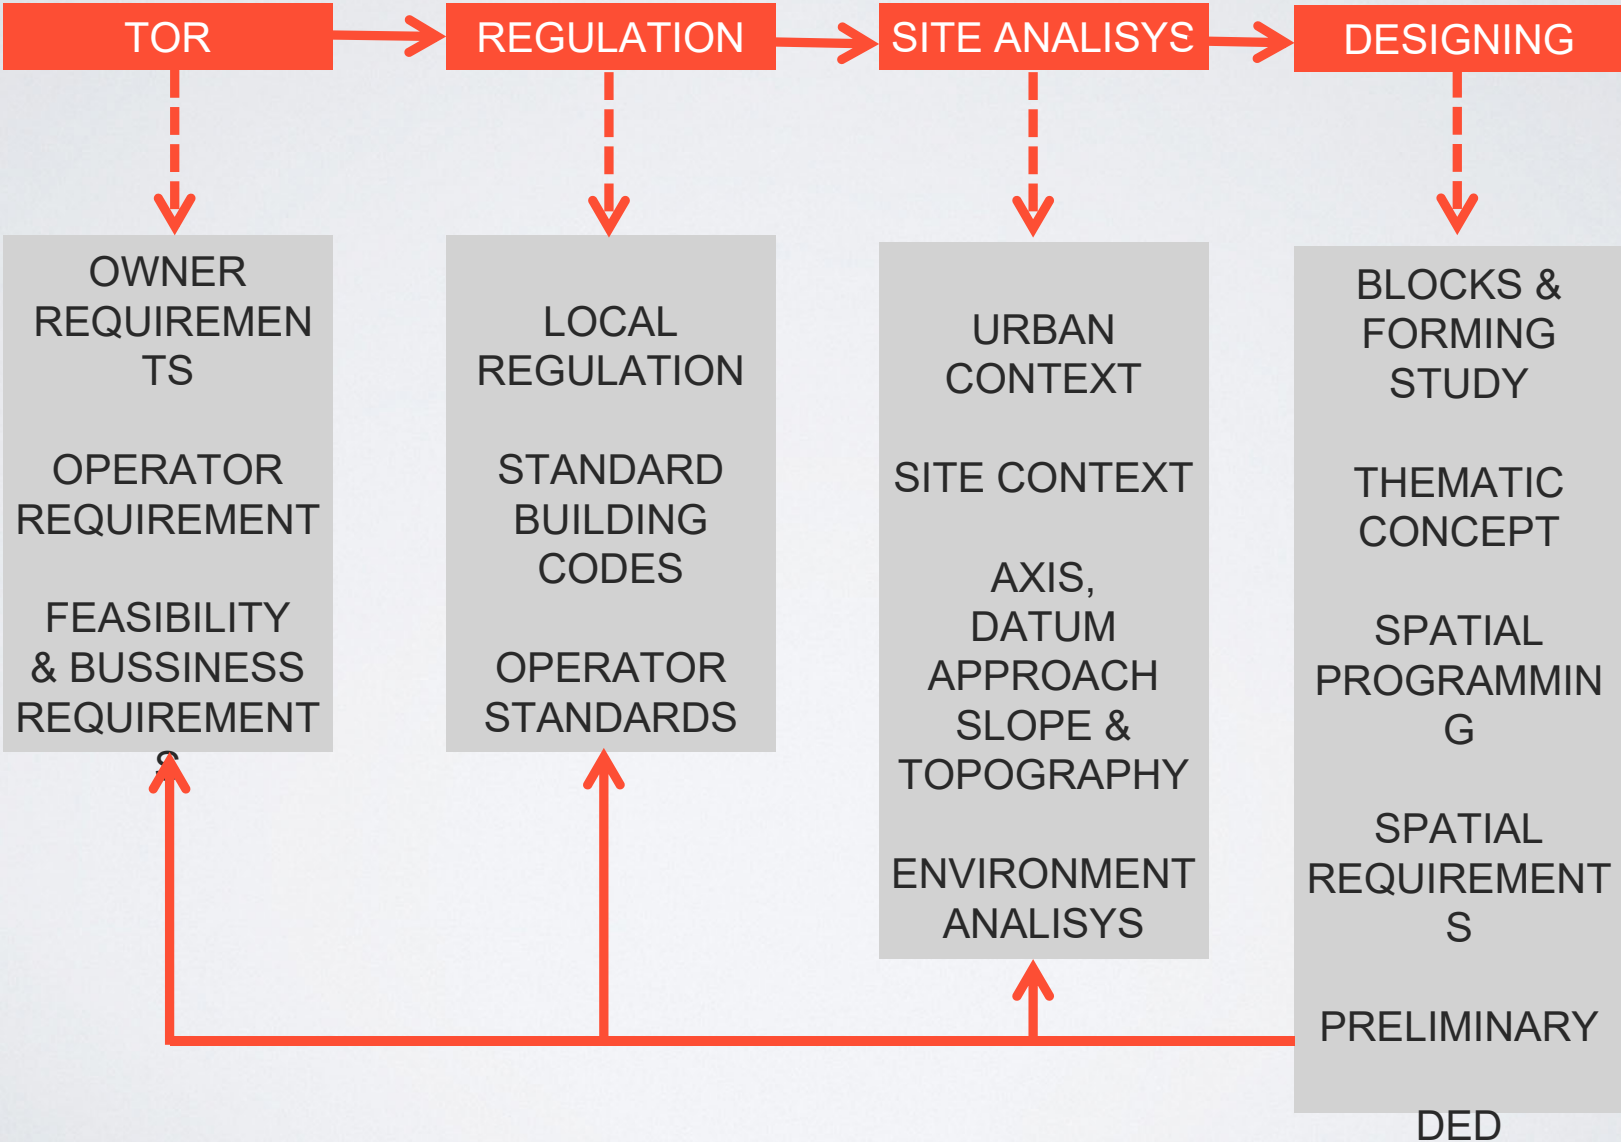 TOR
REGULATION
SITE ANALISYS
DESIGNING
OWNER
REQUIREMEN
TS
OPERATOR
REQUIREMENT
FEASIBILITY
& BUSSINESS
REQUIREMENT
S
LOCAL
REGULATION
STANDARD
BUILDING
CODES
OPERATOR
STANDARDS
URBAN
CONTEXT
SITE CONTEXT
AXIS,
DATUM
APPROACH
SLOPE &
TOPOGRAPHY
ENVIRONMENT
ANALISYS
BLOCKS &
FORMING
STUDY
THEMATIC
CONCEPT
SPATIAL
PROGRAMMIN
G
SPATIAL
REQUIREMENT
S
PRELIMINARY
DED